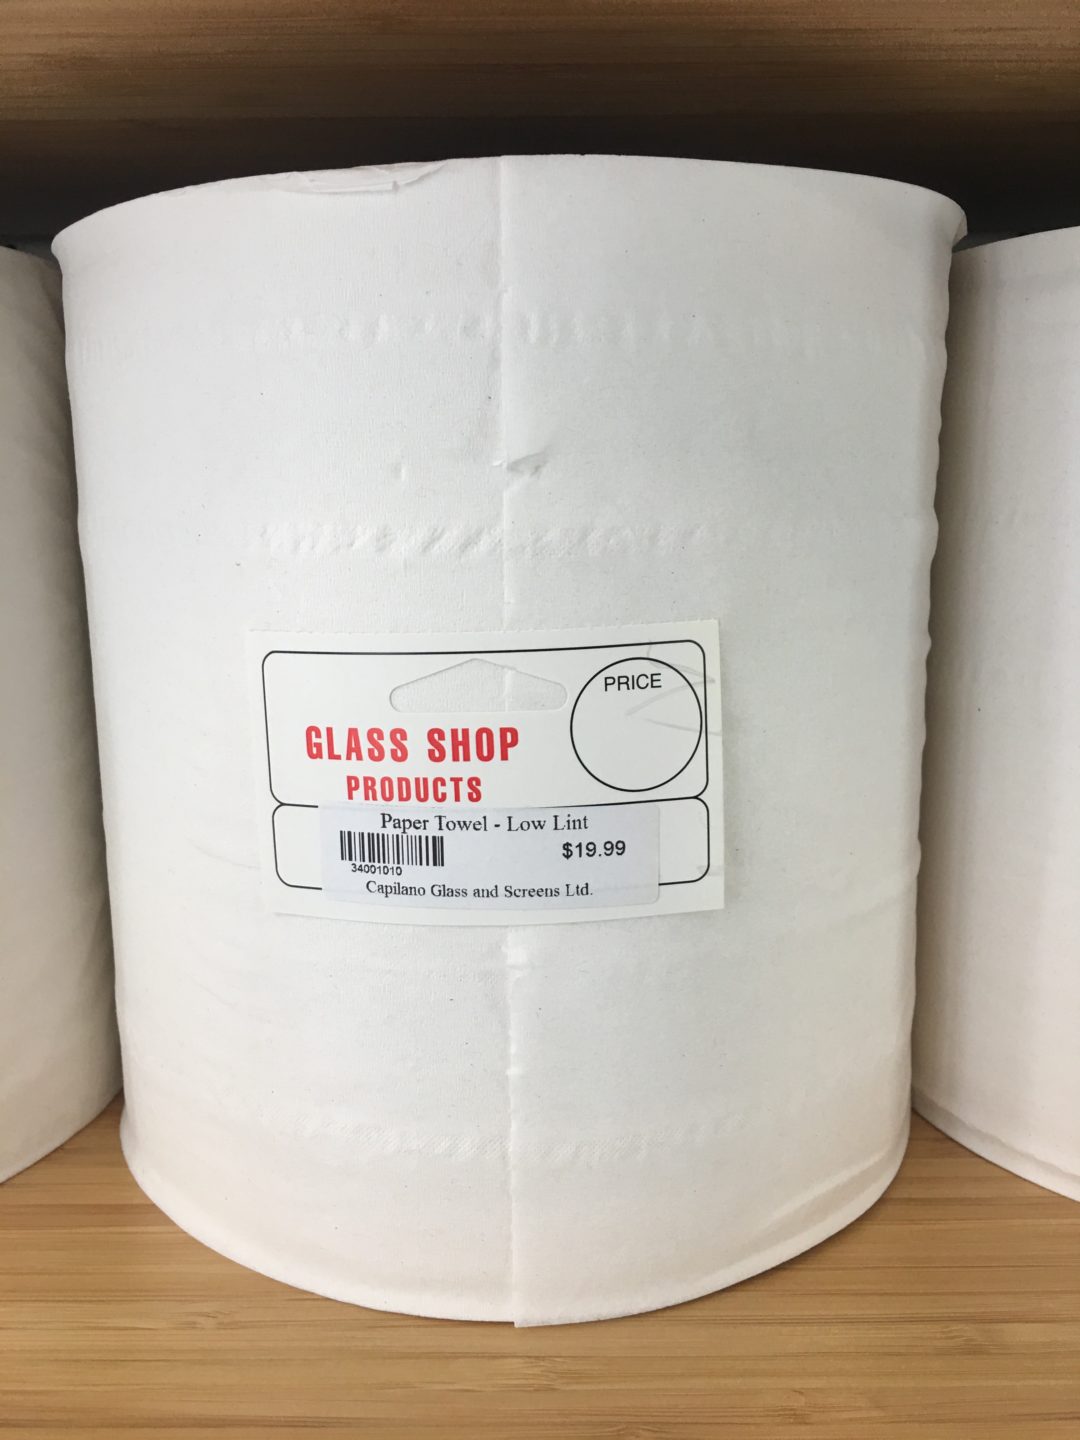 PRICE
GLASS SHOP
PRODUCTS
Paper Towel - Low Lint
$19.99
34001010
Capilano Glass and Screens Ltd.